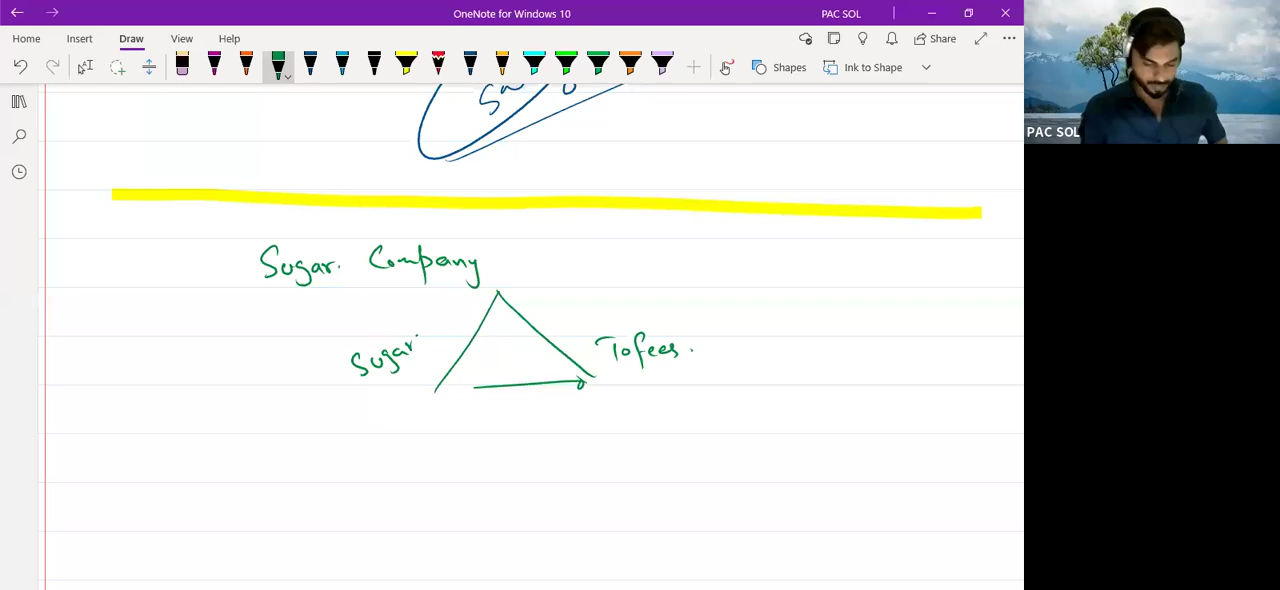 OneNote for Windows 10
PAC SOL
Home Insert Draw View Help
Share
Shapes
Ink to Shape
PAC SOL
Sugar. Company
Sugar
Tofees.